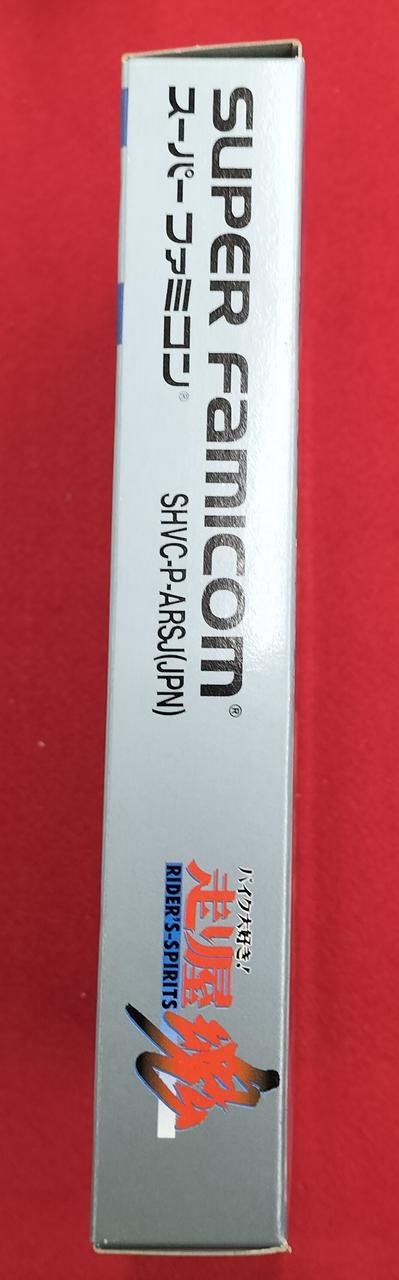 SUPER FAMICOM®
スーパーファミコン®
SHVC-P-ARSJ(JPN)
バイク大好き!
走り屋魂
RIDER'S-SPIRITS